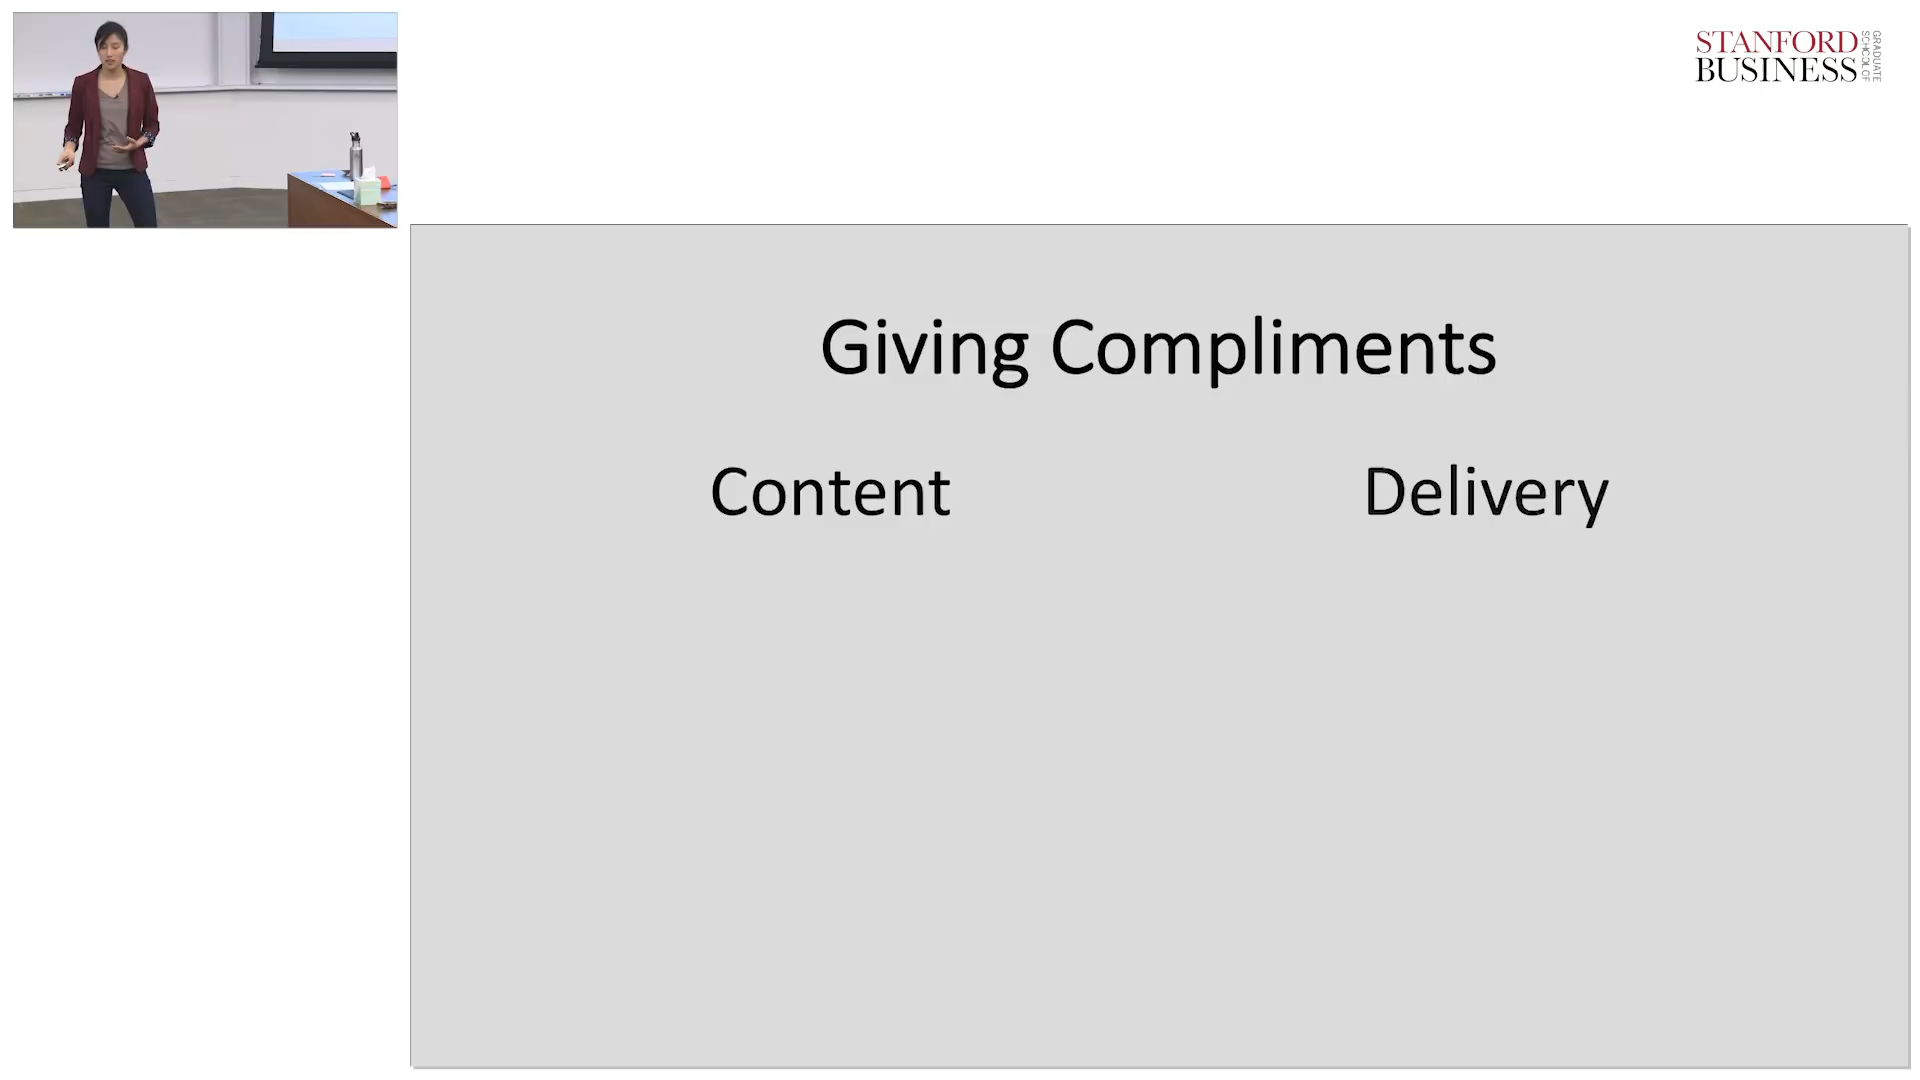 STANFORD
BUSINESS
GRADUATE
SCHOOL OF
Giving Compliments
Content
Delivery